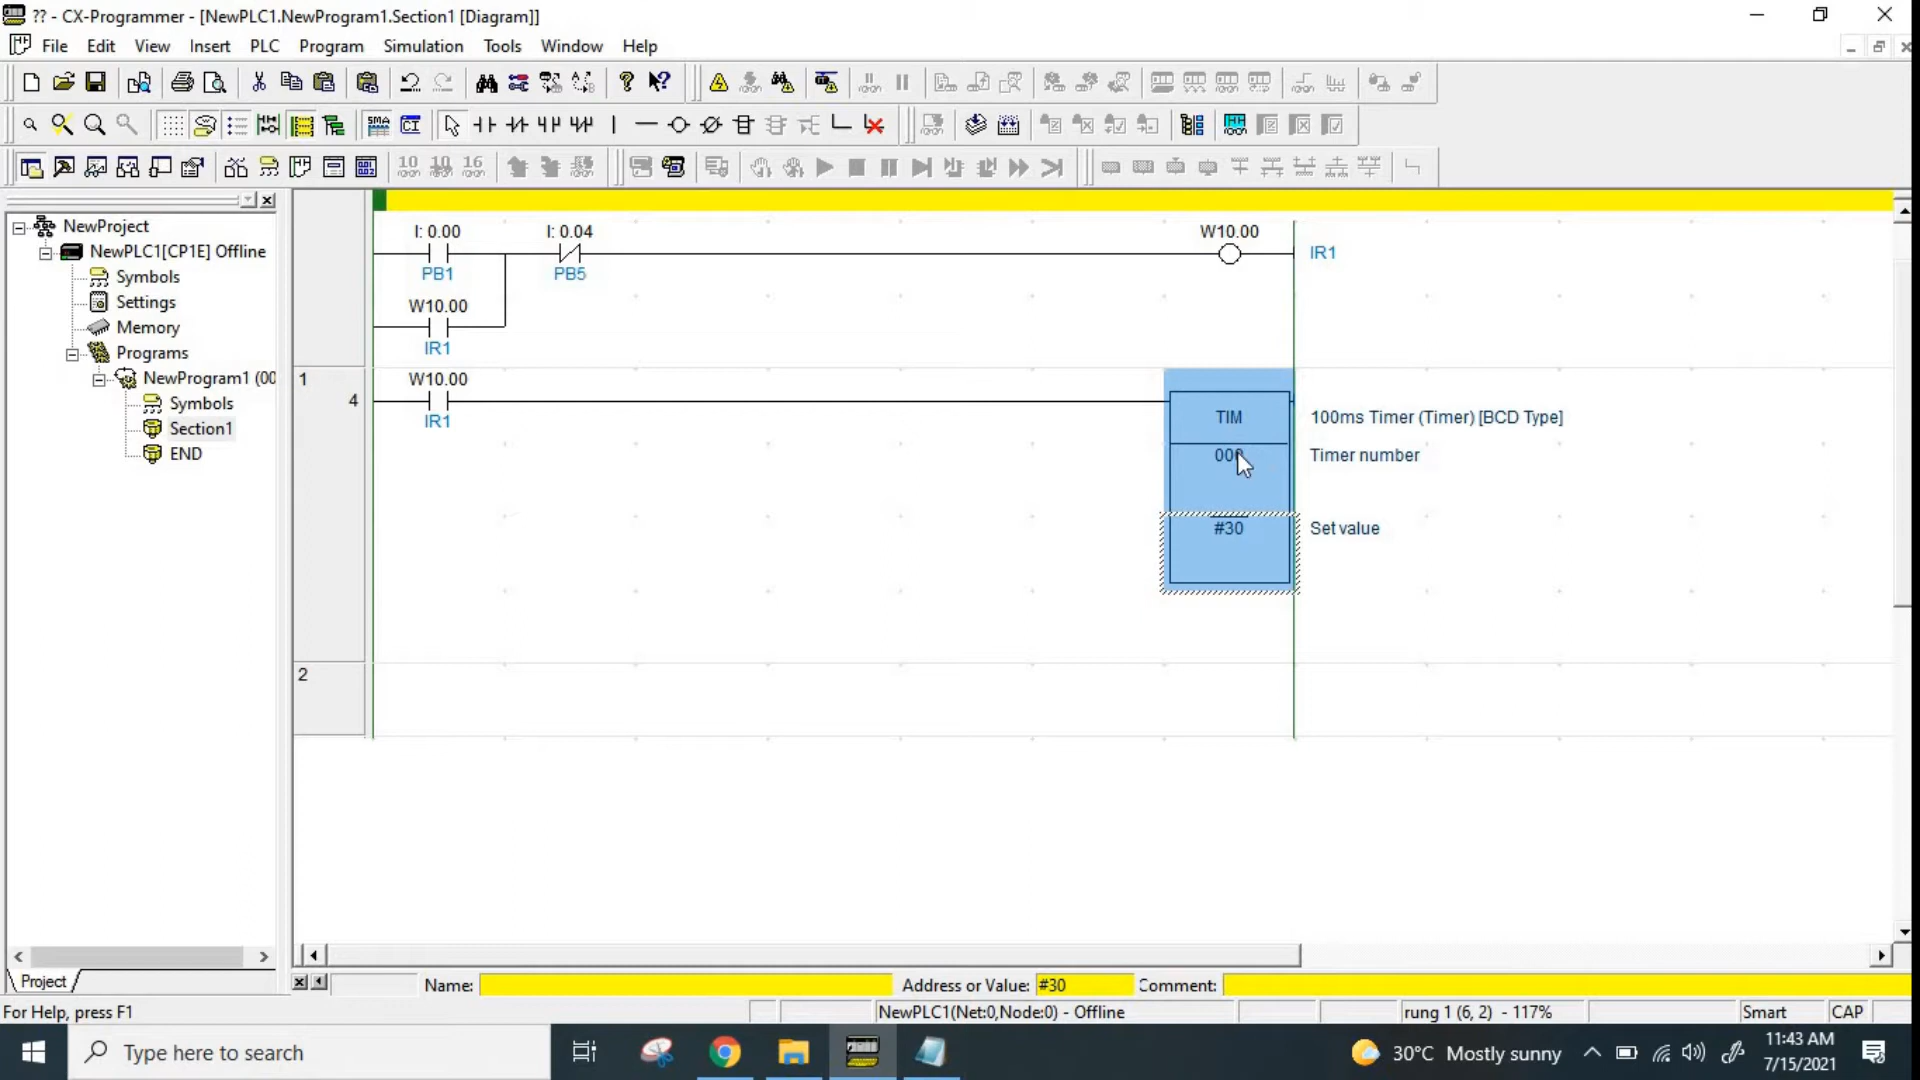 ?? - CX-Programmer - [NewPLC1.NewProgram1.Section1 [Diagram]]
File Edit View Insert PLC Program Simulation Tools Window Help
SMA CI
10 10 16
NewProject
NewPLC1[CP1E] Offline
Symbols
Settings
Memory
Programs
NewProgram1 (00
Symbols
Section1
END
Project
I: 0.00 I: 0.04 W10.00
IR1
PB1 PB5
W10.00
IR1
1 W10.00
4
IR1
TIM 100ms Timer (Timer) [BCD Type]
Timer number
#30 Set value
2
Name: Address or Value: #30 Comment:
For Help, press F1 NewPLC1(Net:0,Node:0) - Offline rung 1 (6, 2) - 117% Smart CAP
Type here to search
30°C Mostly sunny
11:43 AM
7/15/2021